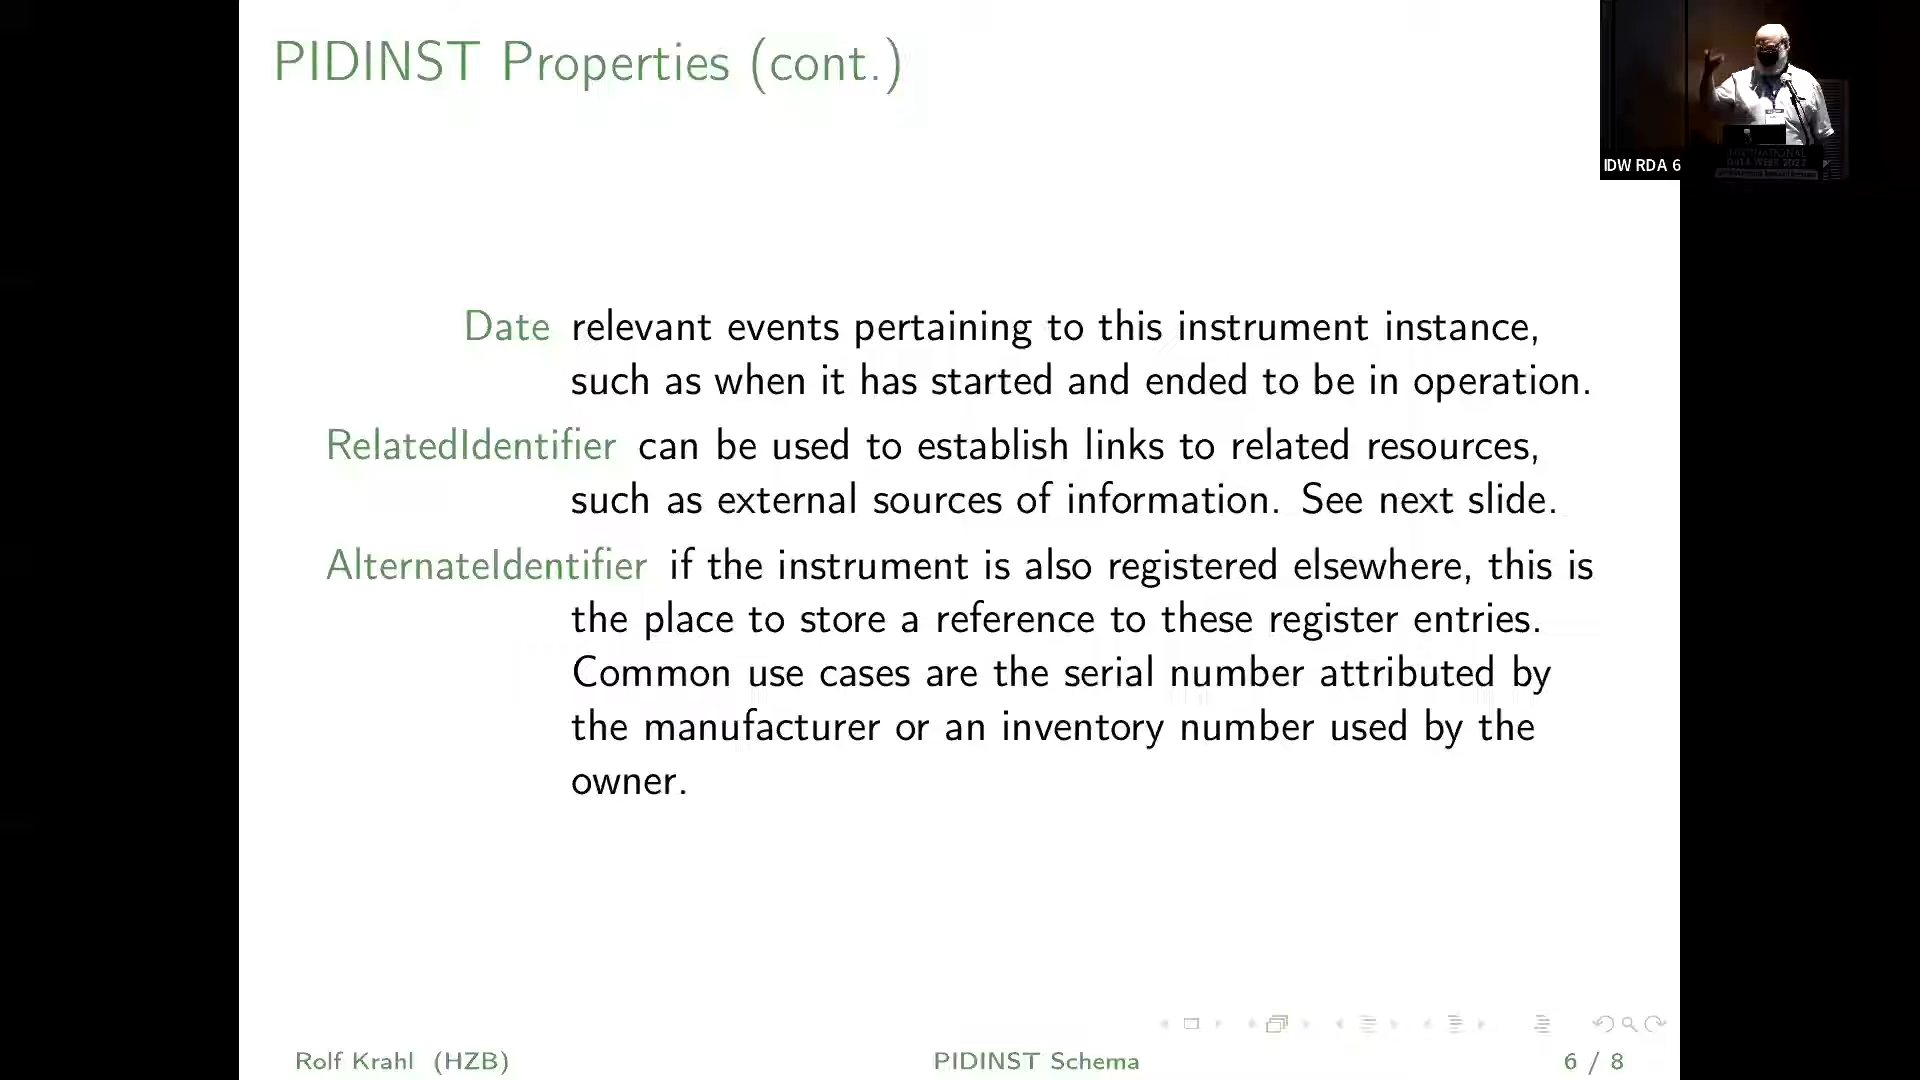 PIDINST Properties (cont.)
IDW RDA 6
Date relevant events pertaining to this instrument instance,
such as when it has started and ended to be in operation.
RelatedIdentifier can be used to establish links to related resources,
such as external sources of information. See next slide.
AlternateIdentifier if the instrument is also registered elsewhere, this is
the place to store a reference to these register entries.
Common use cases are the serial number attributed by
the manufacturer or an inventory number used by the
owner.
Rolf Krahl (HZB)
PIDINST Schema
6 / 8